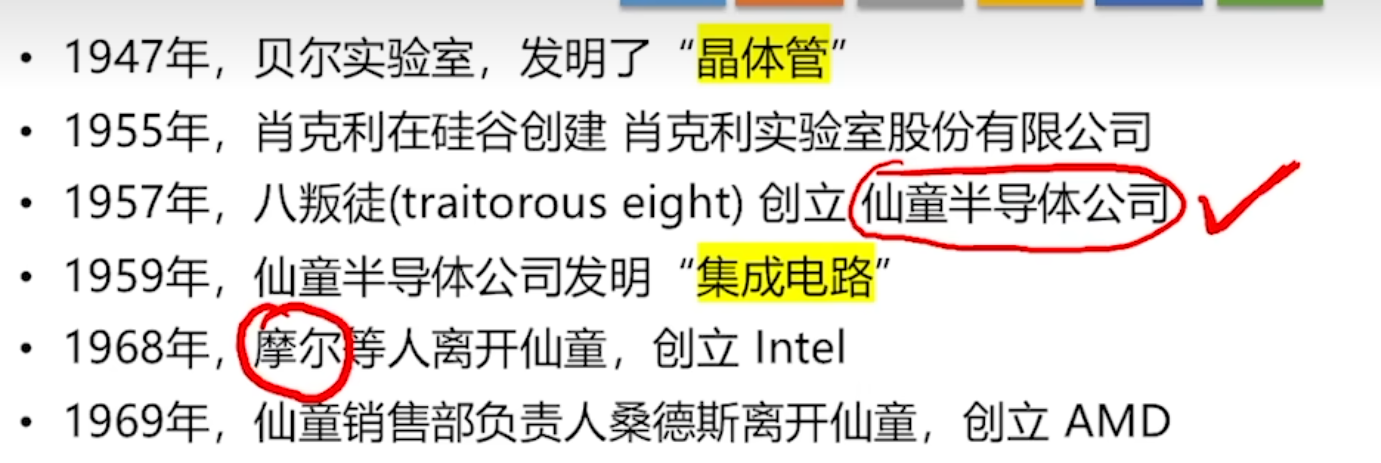 • 1947年，贝尔实验室，发明了“晶体管”
• 1955年，肖克利在硅谷创建 肖克利实验室股份有限公司
• 1957年，八叛徒(traitorous eight) 创立 仙童半导体公司
• 1959年，仙童半导体公司发明“集成电路”
• 1968年，摩尔等人离开仙童，创立 Intel
• 1969年，仙童销售部负责人桑德斯离开仙童，创立 AMD